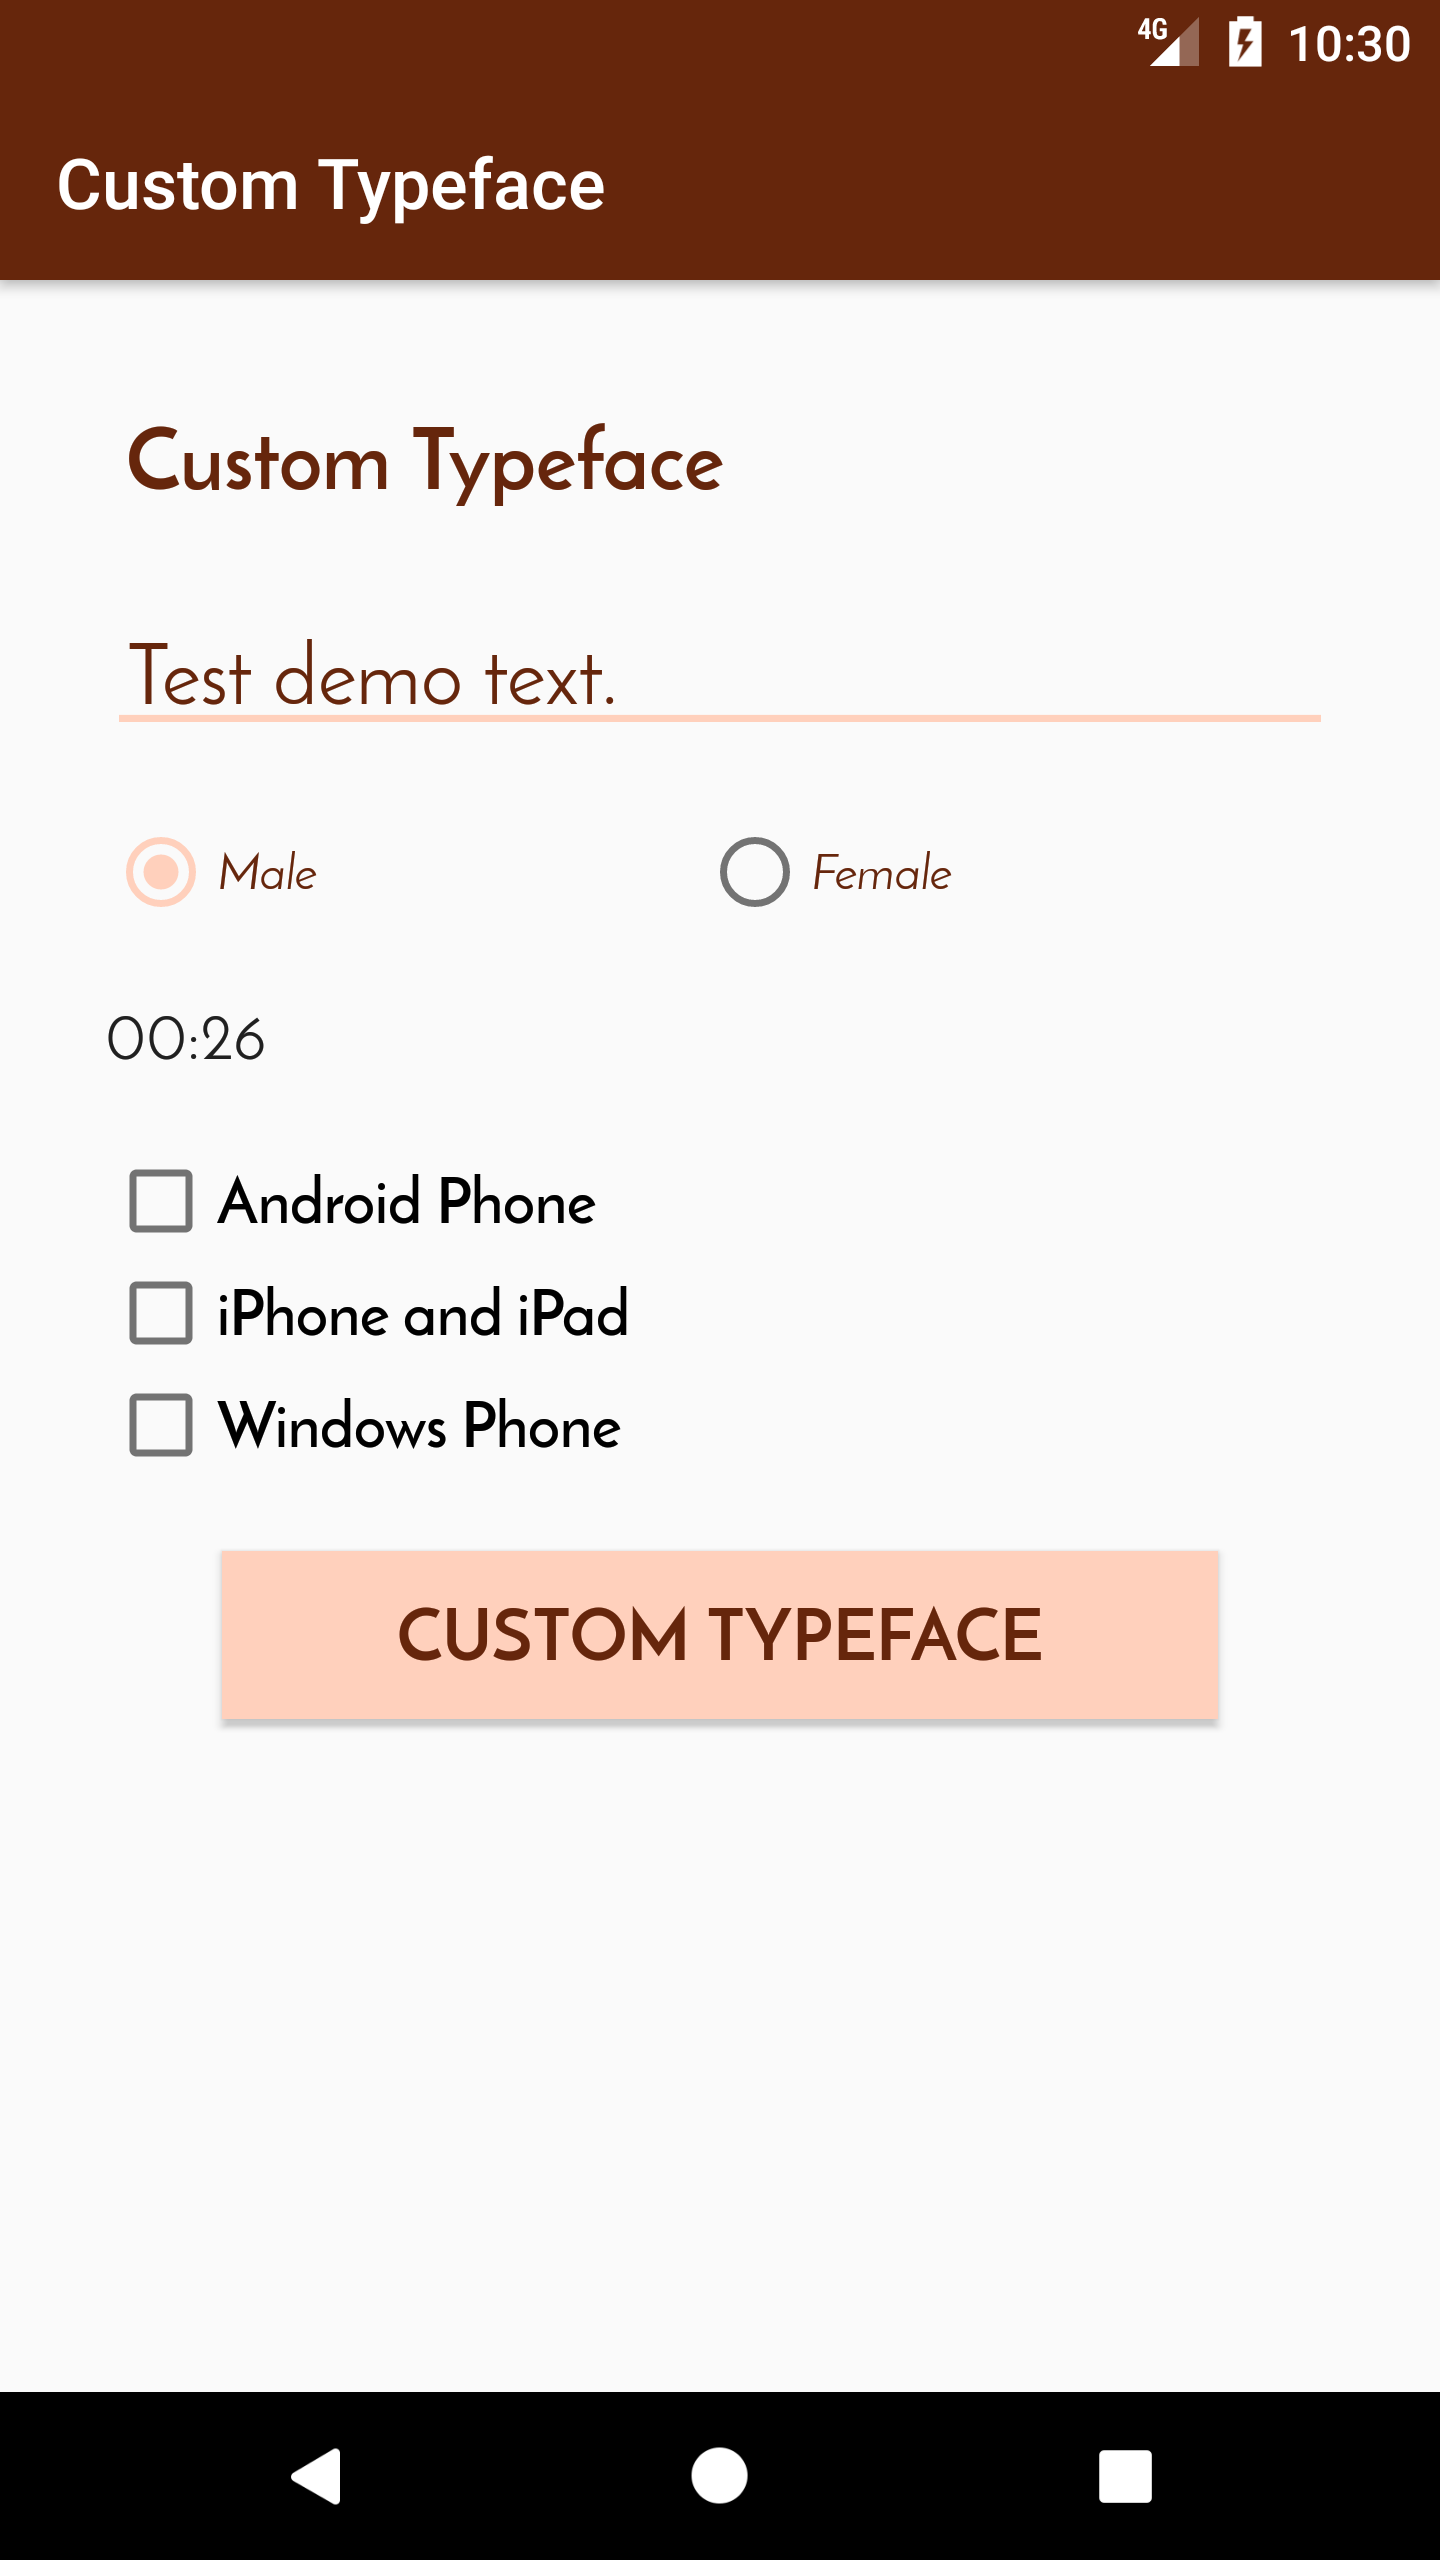 4G 10:30
Custom Typeface
Custom Typeface
Test demo text.
Male Female
00:26
Android Phone
iPhone and iPad
Windows Phone
CUSTOM TYPEFACE